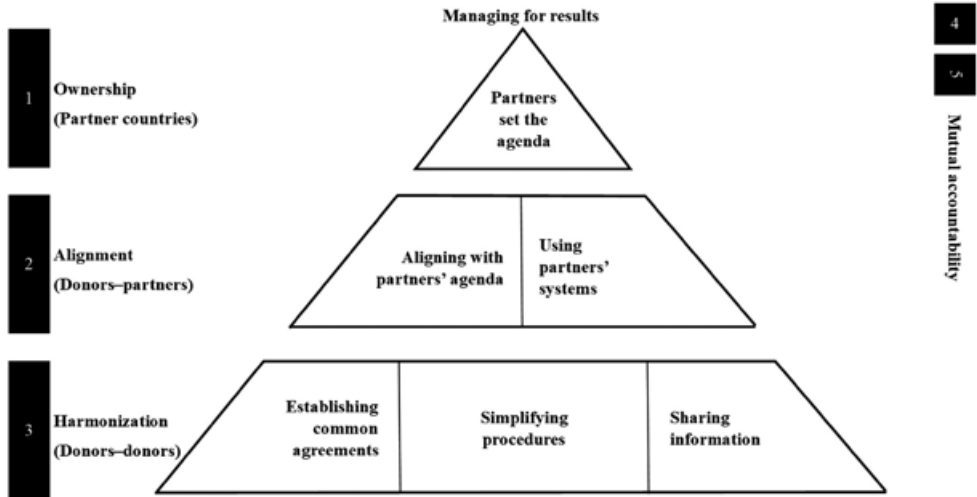 Managing for results
4
5
Mutual accountability
1
Ownership
(Partner countries)
Partners
set the
agenda
2
Alignment
(Donors–partners)
Aligning with
partners’ agenda
Using
partners’
systems
3
Harmonization
(Donors–donors)
Establishing
common
agreements
Simplifying
procedures
Sharing
information